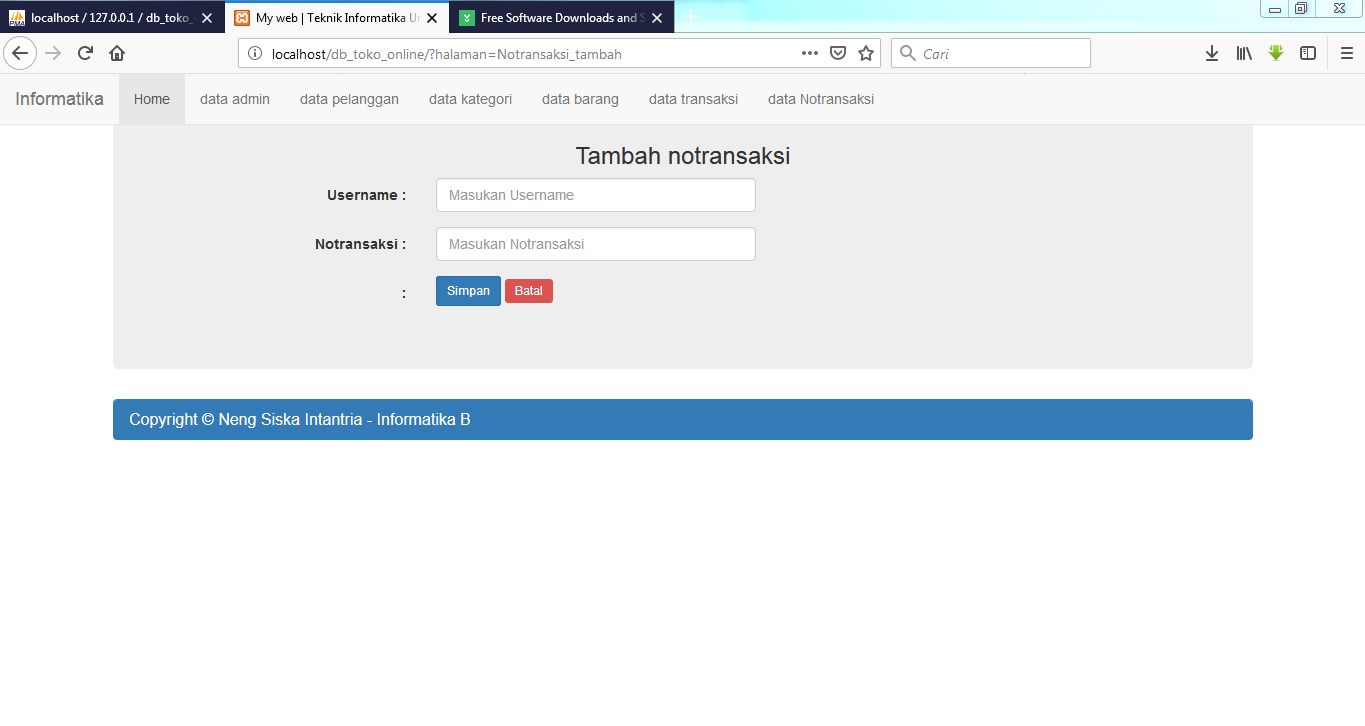 localhost / 127.0.0.1 / db_toko_
My web | Teknik Informatika Un
Free Software Downloads and S
localhost/db_toko_online/?halaman=Notransaksi_tambah
Cari
Informatika Home data admin data pelanggan data kategori data barang data transaksi data Notransaksi
Tambah notransaksi
Username : Masukan Username
Notransaksi : Masukan Notransaksi
: Simpan Batal
Copyright © Neng Siska Intantria - Informatika B